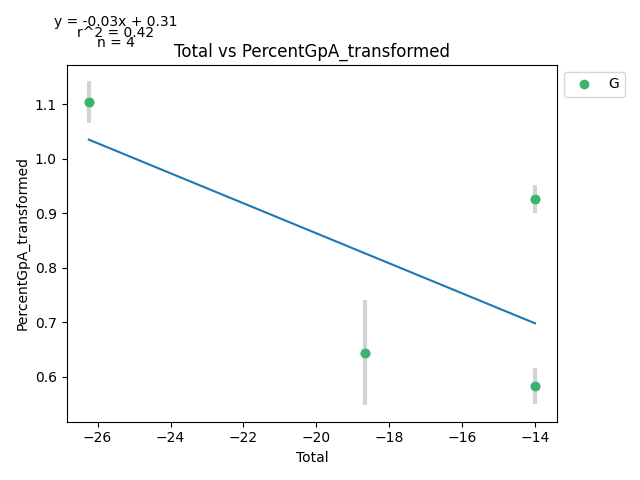 y = -0.03x + 0.31
r^2 = 0.42
n = 4
Total vs PercentGpA_transformed
G
PercentGpA_transformed
1.1
1.0
0.9
0.8
0.7
0.6
−26
−24
−22
−20
−18
−16
−14
Total